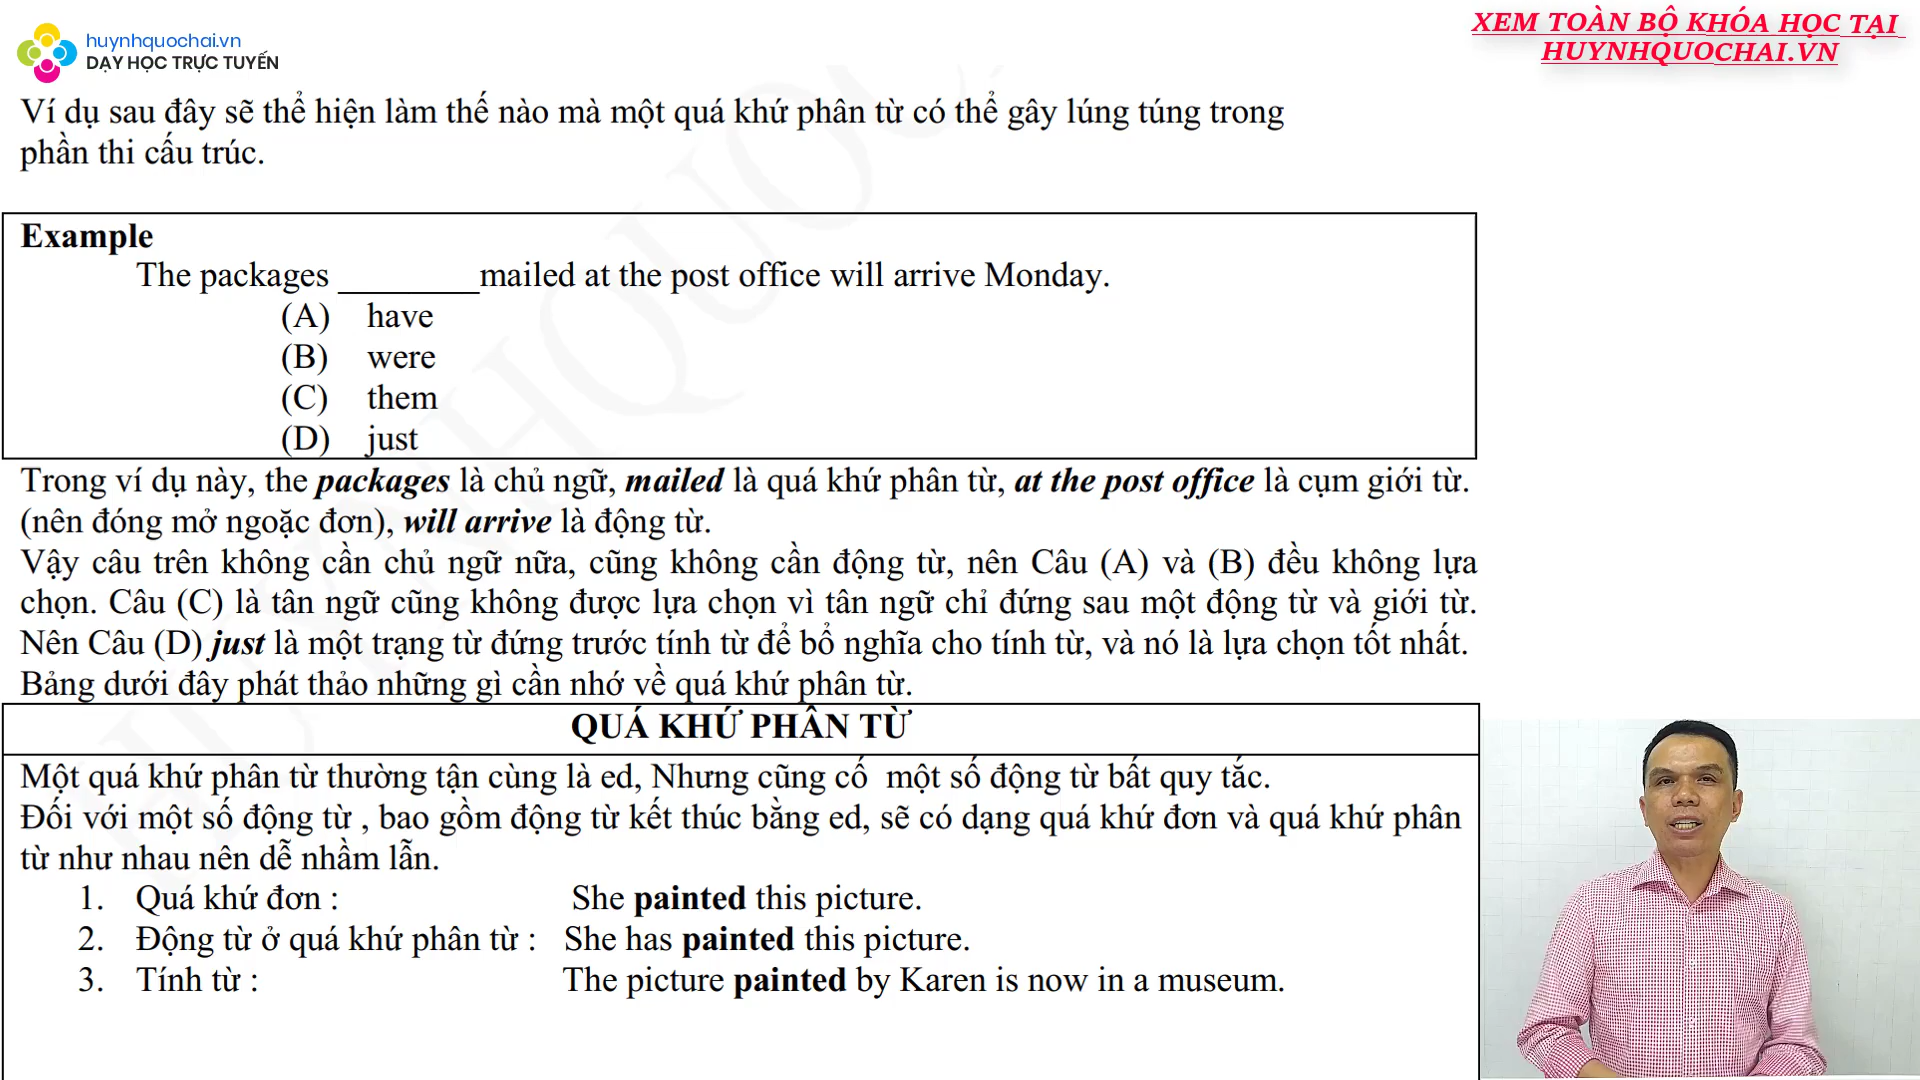 huynhquochai.vn
DẠY HỌC TRỰC TUYẾN
XEM TOÀN BỘ KHÓA HỌC TẠI
HUYNHQUOCHAI.VN
Ví dụ sau đây sẽ thể hiện làm thế nào mà một quá khứ phân từ có thể gây lúng túng trong
phần thi cấu trúc.
Example
The packages ________mailed at the post office will arrive Monday.
(A) have
(B) were
(C) them
(D) just
Trong ví dụ này, the packages là chủ ngữ, mailed là quá khứ phân từ, at the post office là cụm giới từ.
(nên đóng mở ngoặc đơn), will arrive là động từ.
Vậy câu trên không cần chủ ngữ nữa, cũng không cần động từ, nên Câu (A) và (B) đều không lựa
chọn. Câu (C) là tân ngữ cũng không được lựa chọn vì tân ngữ chỉ đứng sau một động từ và giới từ.
Nên Câu (D) just là một trạng từ đứng trước tính từ để bổ nghĩa cho tính từ, và nó là lựa chọn tốt nhất.
Bảng dưới đây phát thảo những gì cần nhớ về quá khứ phân từ.
QUÁ KHỨ PHÂN TỪ
Một quá khứ phân từ thường tận cùng là ed, Nhưng cũng cố một số động từ bất quy tắc.
Đối với một số động từ , bao gồm động từ kết thúc bằng ed, sẽ có dạng quá khứ đơn và quá khứ phân
từ như nhau nên dễ nhầm lẫn.
1. Quá khứ đơn : She painted this picture.
2. Động từ ở quá khứ phân từ : She has painted this picture.
3. Tính từ : The picture painted by Karen is now in a museum.
HUYNHQUOC